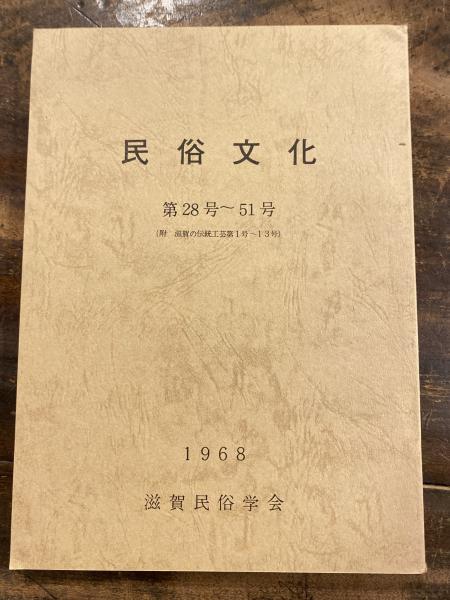 民俗文化
第28号〜51号
(附 滋賀の伝統工芸第1号〜13号)
1968
滋賀民俗学会